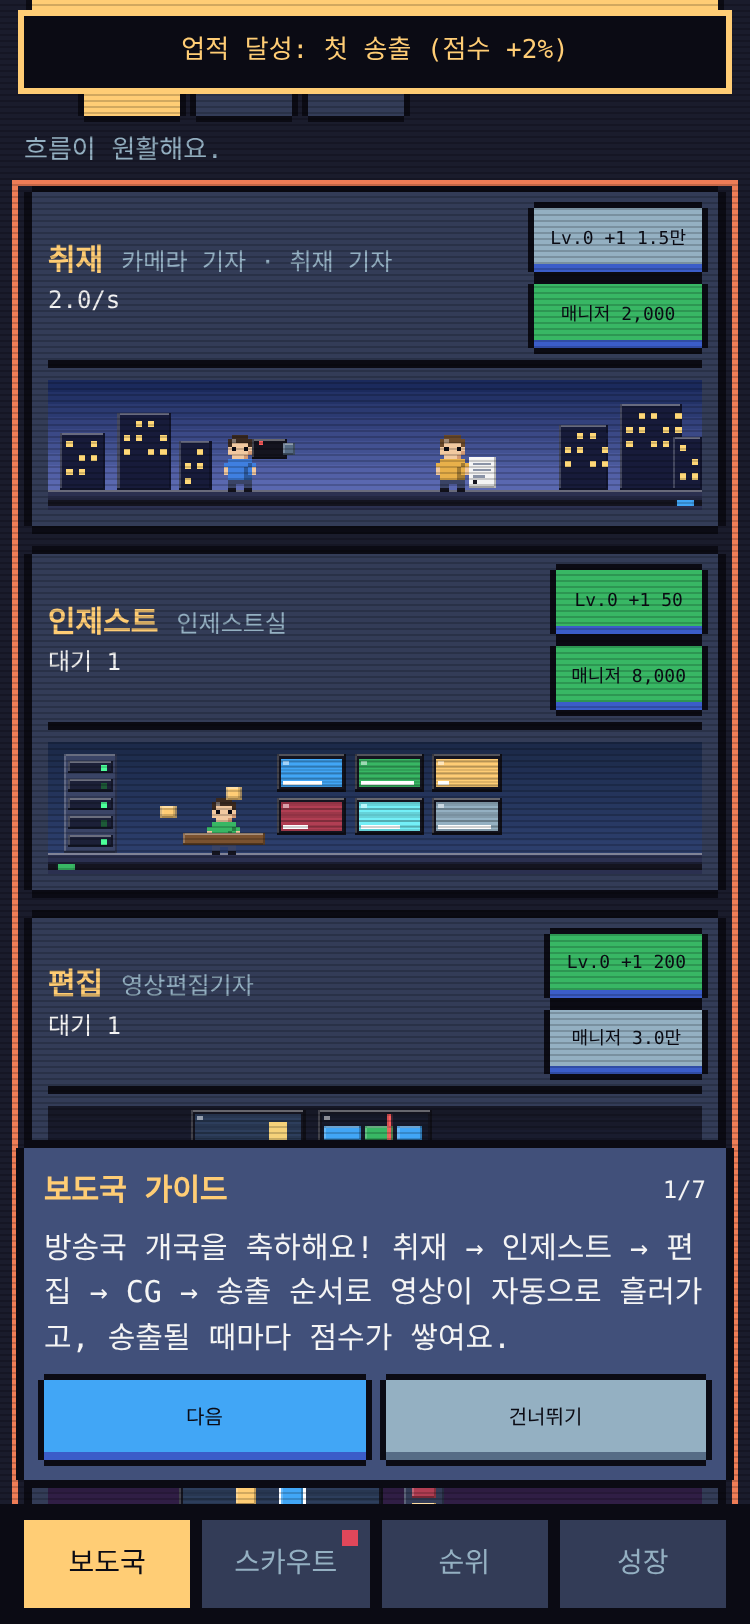 업적 달성: 첫 송출 (점수 +2%)
흐름이 원활해요.
취재 카메라 기자 · 취재 기자
2.0/s
Lv.0 +1 1.5만
매니저 2,000
인제스트 인제스트실
대기 1
Lv.0 +1 50
매니저 8,000
편집 영상편집기자
대기 1
Lv.0 +1 200
매니저 3.0만
보도국 가이드 1/7
방송국 개국을 축하해요! 취재 → 인제스트 → 편
집 → CG → 송출 순서로 영상이 자동으로 흘러가
고, 송출될 때마다 점수가 쌓여요.
다음 건너뛰기
보도국 스카우트 순위 성장